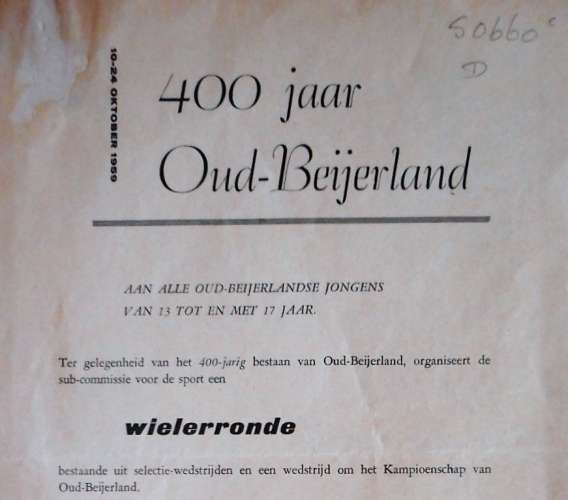 50660 c
D
10-24 OKTOBER 1959
400 jaar
Oud-Beijerland
AAN ALLE OUD-BEIJERLANDSE JONGENS
VAN 13 TOT EN MET 17 JAAR.
Ter gelegenheid van het 400-jarig bestaan van Oud-Beijerland, organiseert de
sub-commissie voor de sport een
wielerronde
bestaande uit selectie-wedstrijden en een wedstrijd om het Kampioenschap van
Oud-Beijerland.